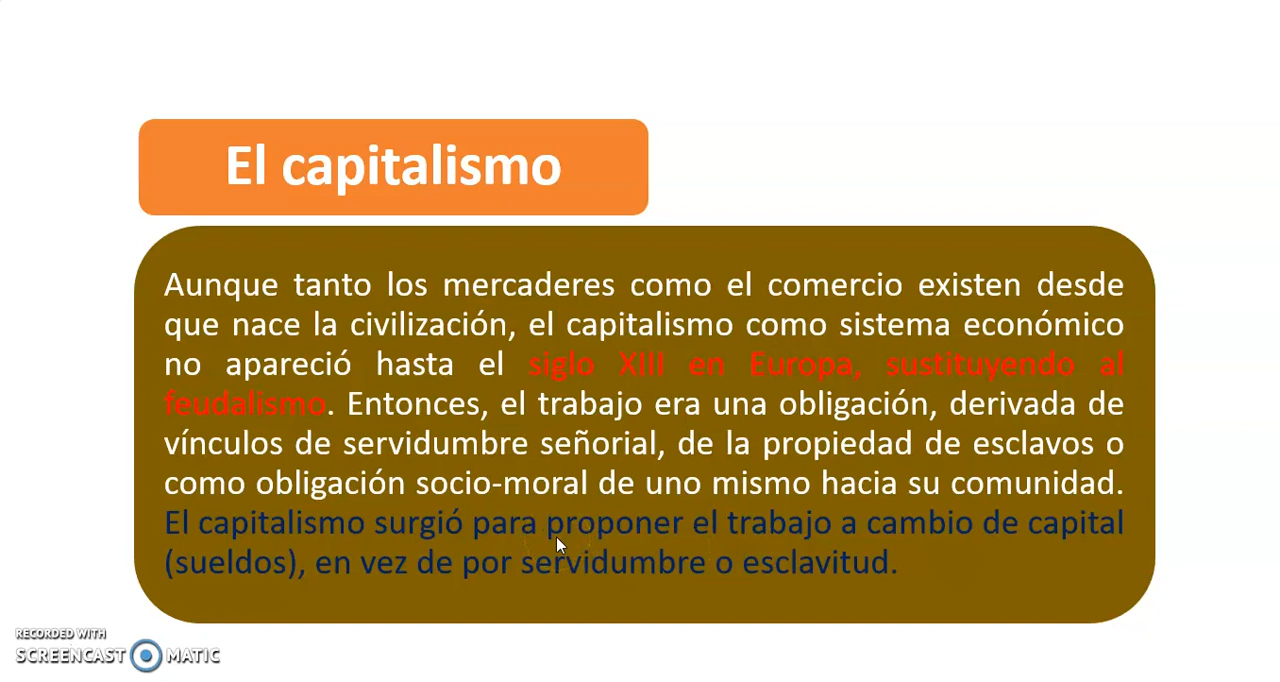 El capitalismo
Aunque tanto los mercaderes como el comercio existen desde
que nace la civilización, el capitalismo como sistema económico
no apareció hasta el siglo XIII en Europa, sustituyendo al
feudalismo. Entonces, el trabajo era una obligación, derivada de
vínculos de servidumbre señorial, de la propiedad de esclavos o
como obligación socio-moral de uno mismo hacia su comunidad.
El capitalismo surgió para proponer el trabajo a cambio de capital
(sueldos), en vez de por servidumbre o esclavitud.
RECORDED WITH
SCREENCAST MATIC